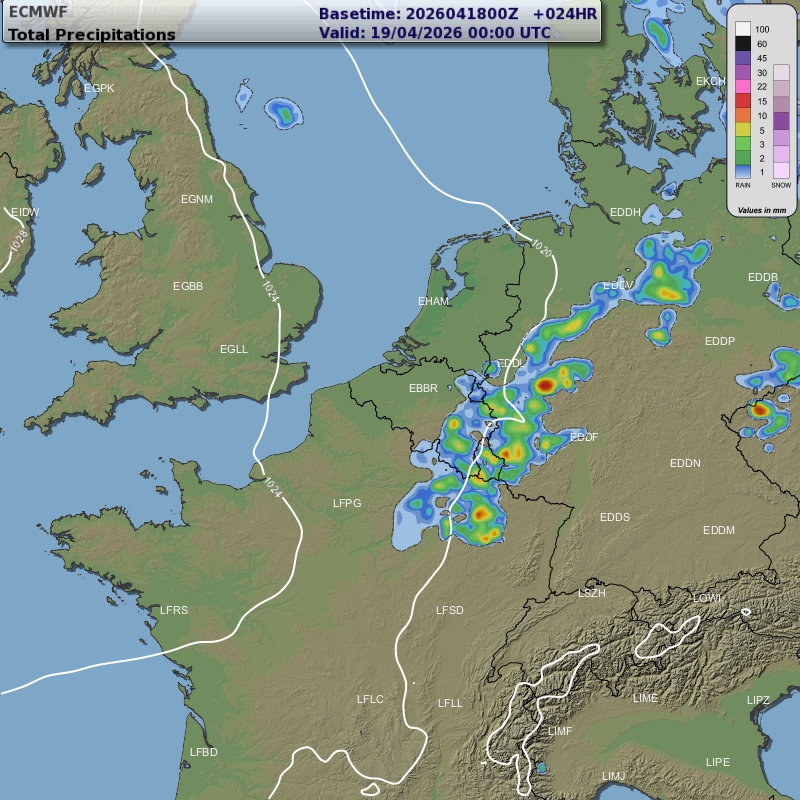 ECMWF
Basetime: 2026041800Z +024HR
Total Precipitations
Valid: 19/04/2026 00:00 UTC
100
60
45
30
22
15
10
5
3
2
1
RAIN
SNOW
Values in mm
EGPK
EKCH
EGNM
EIDW
EDDH
1028
1020
EGBB
1024
EDDV
EDDB
EHAM
EGLL
EDDP
EDDL
EBBR
EDDF
EDDN
1024
LFPG
EDDS
EDDM
LSZH
LOWI
LFRS
LFSD
LFLC
LFLL
LIME
LIPZ
LIMF
LFBD
LIPE
LIMJ